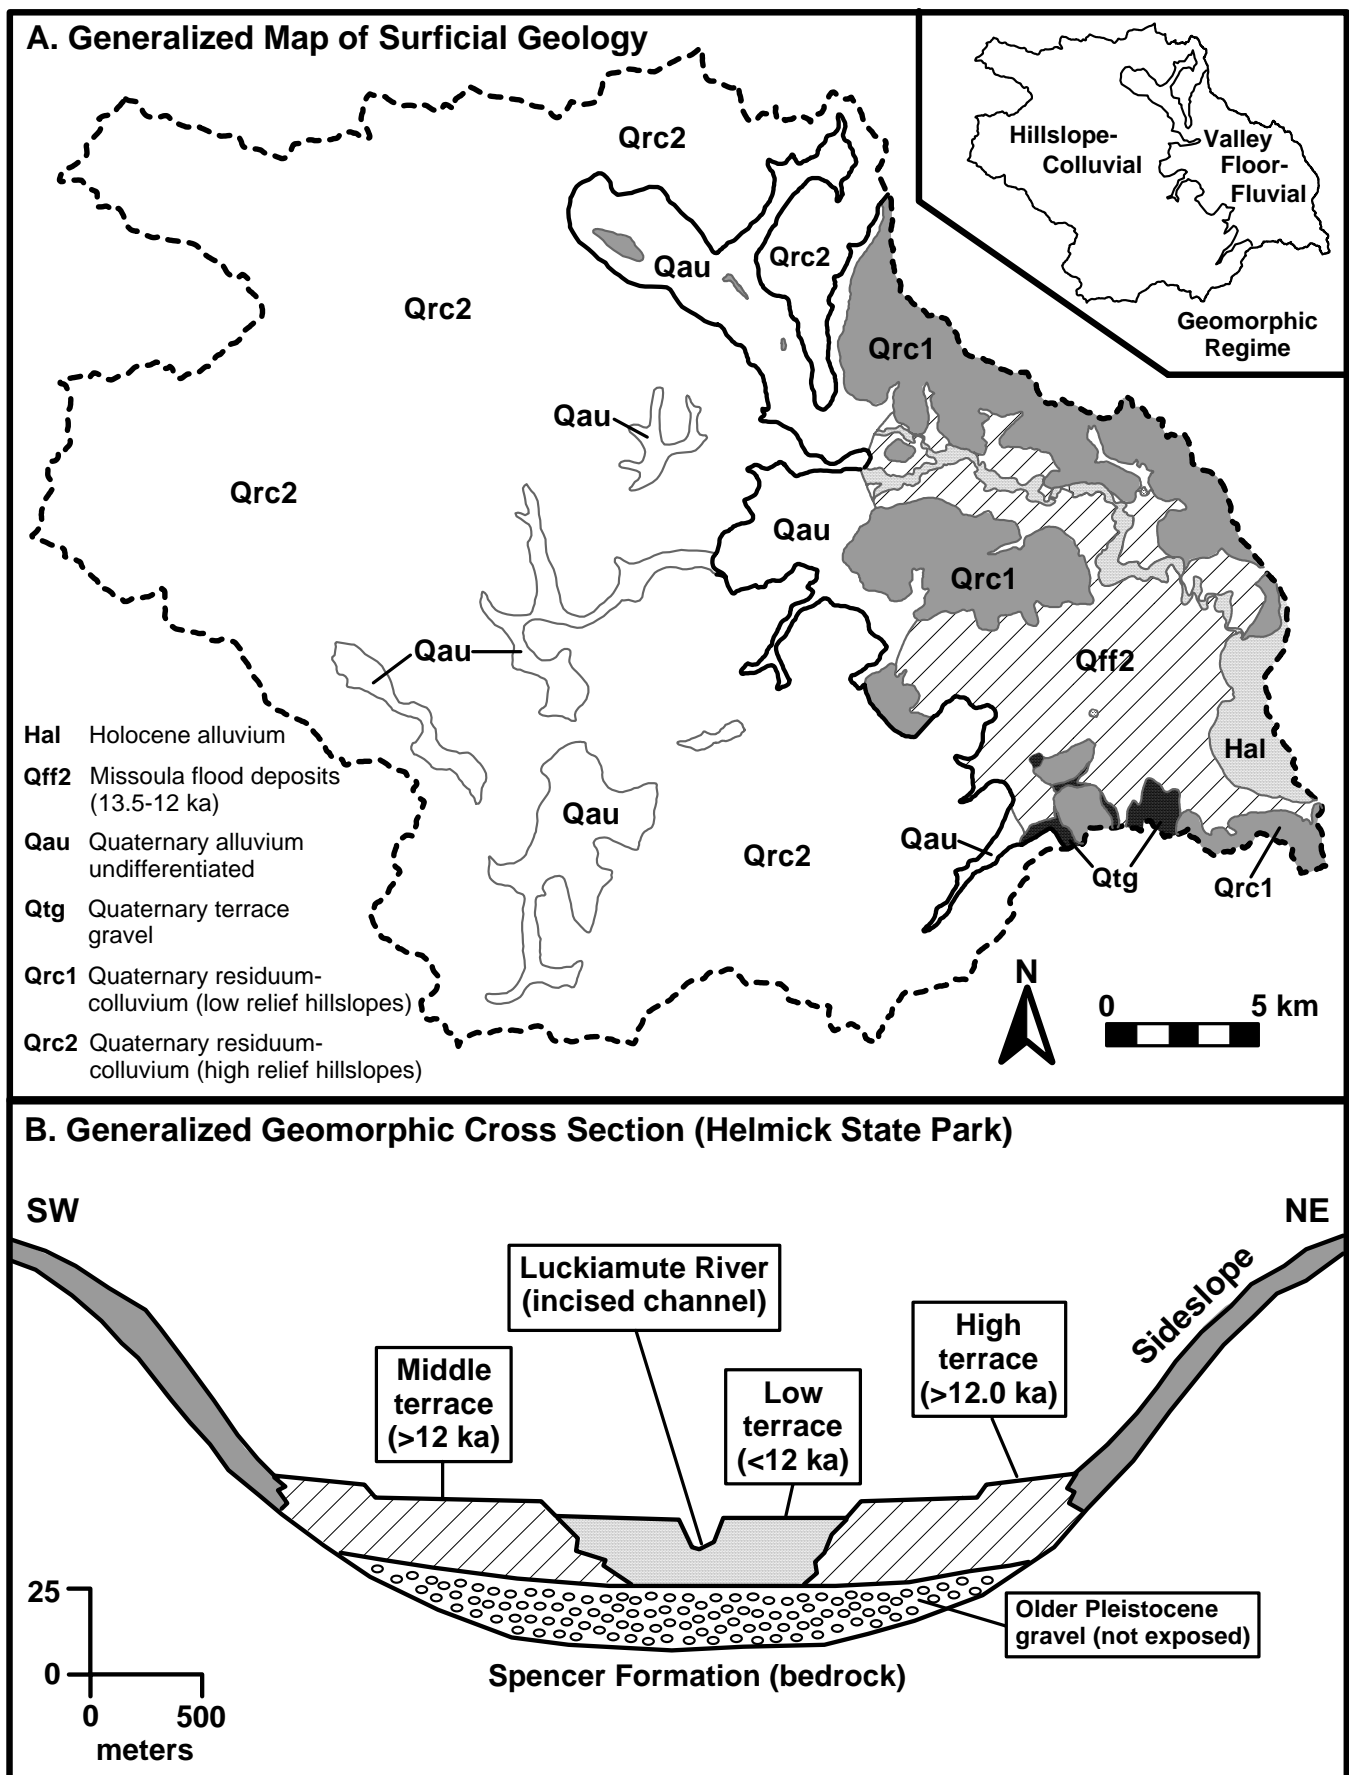 A. Generalized Map of Surficial Geology
Hillslope-
Colluvial
Valley
Floor-
Fluvial
Geomorphic
Regime
Qrc2
Qrc2
Qau
Qrc2
Qrc1
Qau
Qrc2
Qau
Qrc1
Qau
Qff2
Hal
Qau
Qrc2
Qau
Qtg
Qrc1
Hal Holocene alluvium
Qff2 Missoula flood deposits
(13.5-12 ka)
Qau Quaternary alluvium
undifferentiated
Qtg Quaternary terrace
gravel
Qrc1 Quaternary residuum-
colluvium (low relief hillslopes)
Qrc2 Quaternary residuum-
colluvium (high relief hillslopes)
N
0 5 km
B. Generalized Geomorphic Cross Section (Helmick State Park)
SW
NE
Luckiamute River
(incised channel)
Sideslope
High
terrace
(>12.0 ka)
Middle
terrace
(>12 ka)
Low
terrace
(<12 ka)
Older Pleistocene
gravel (not exposed)
Spencer Formation (bedrock)
25
0
0 500
meters